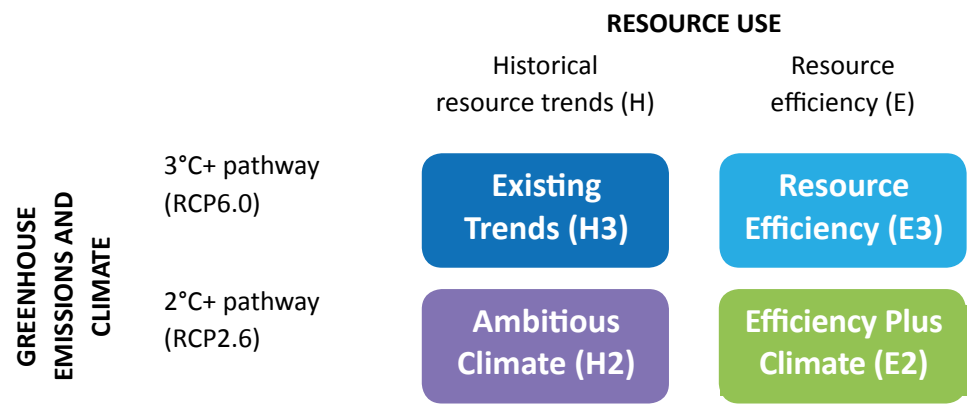 RESOURCE USE
Historical
resource trends (H)
Resource
efficiency (E)
GREENHOUSE
EMISSIONS AND
CLIMATE
3°C+ pathway
(RCP6.0)
Existing
Trends (H3)
Resource
Efficiency (E3)
2°C+ pathway
(RCP2.6)
Ambitious
Climate (H2)
Efficiency Plus
Climate (E2)